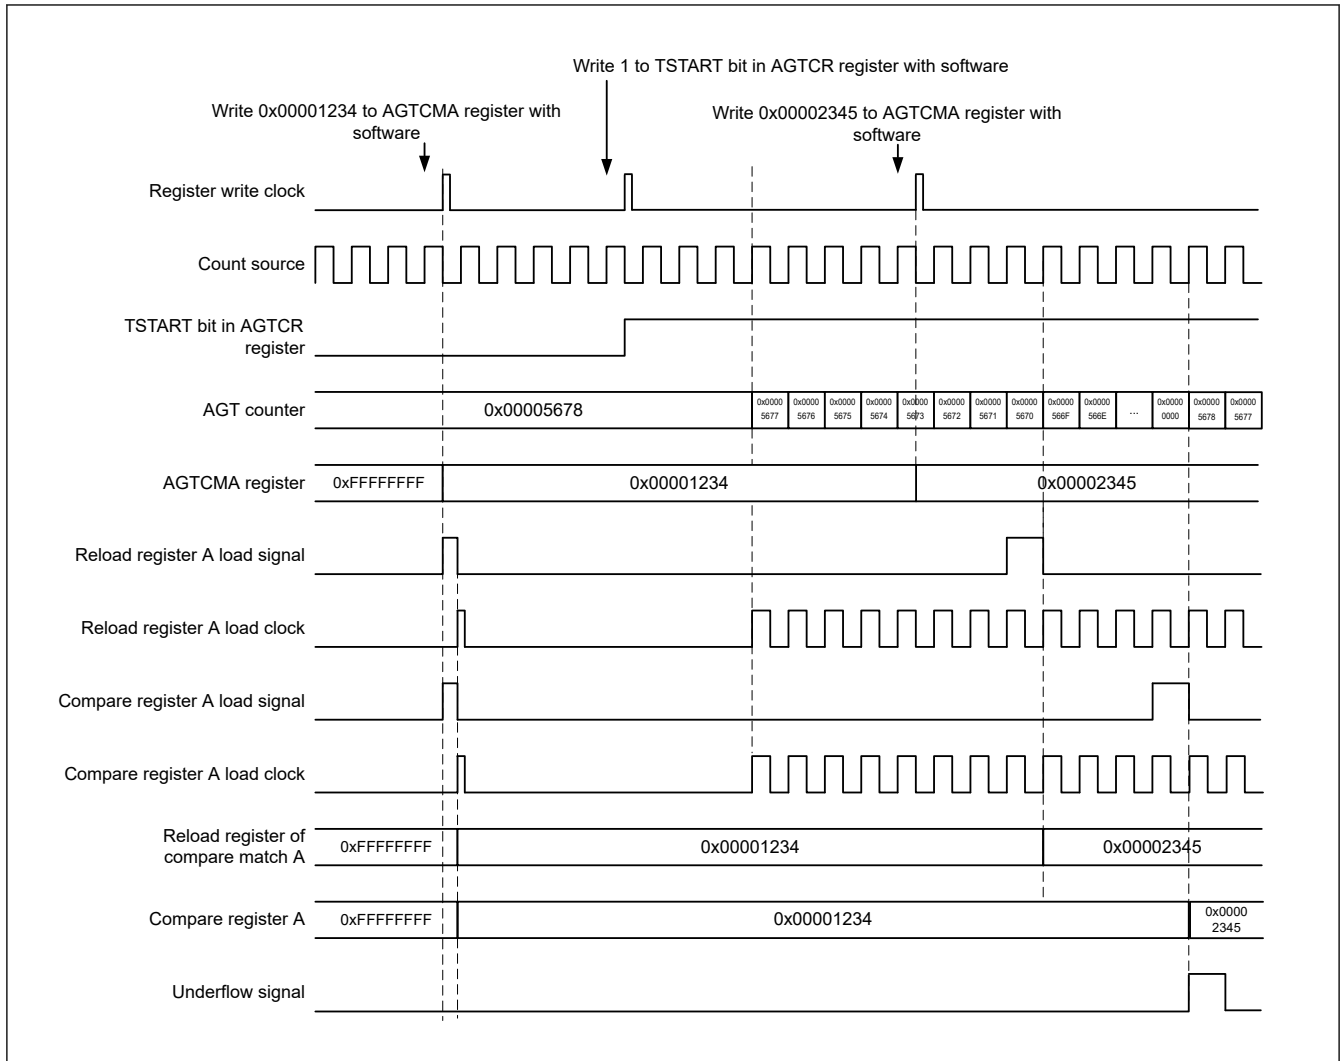 Write 1 to TSTART bit in AGTCR register with software
Write 0x00001234 to AGTCMA register with
software
Write 0x00002345 to AGTCMA register with
software
Register write clock
Count source
TSTART bit in AGTCR
register
AGT counter
0x00005678
0x0000 0x0000 0x0000 0x0000 0x0000 0x0000 0x0000 0x0000 0x0000 0x0000 ... 0x0000 0x0000 0x0000
5677 5676 5675 5674 5673 5672 5671 5670 566F 566E 0000 5678 5677
AGTCMA register 0xFFFFFFFF 0x00001234 0x00002345
Reload register A load signal
Reload register A load clock
Compare register A load signal
Compare register A load clock
Reload register of
compare match A
0xFFFFFFFF 0x00001234 0x00002345
Compare register A 0xFFFFFFFF 0x00001234
0x0000
2345
Underflow signal